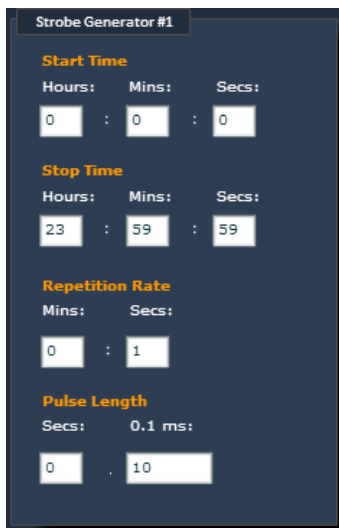 Strobe Generator #1
Start Time
Hours: Mins: Secs:
0 : 0 : 0
Stop Time
Hours: Mins: Secs:
23 : 59 : 59
Repetition Rate
Mins: Secs:
0 : 1
Pulse Length
Secs: 0.1 ms:
0 . 10